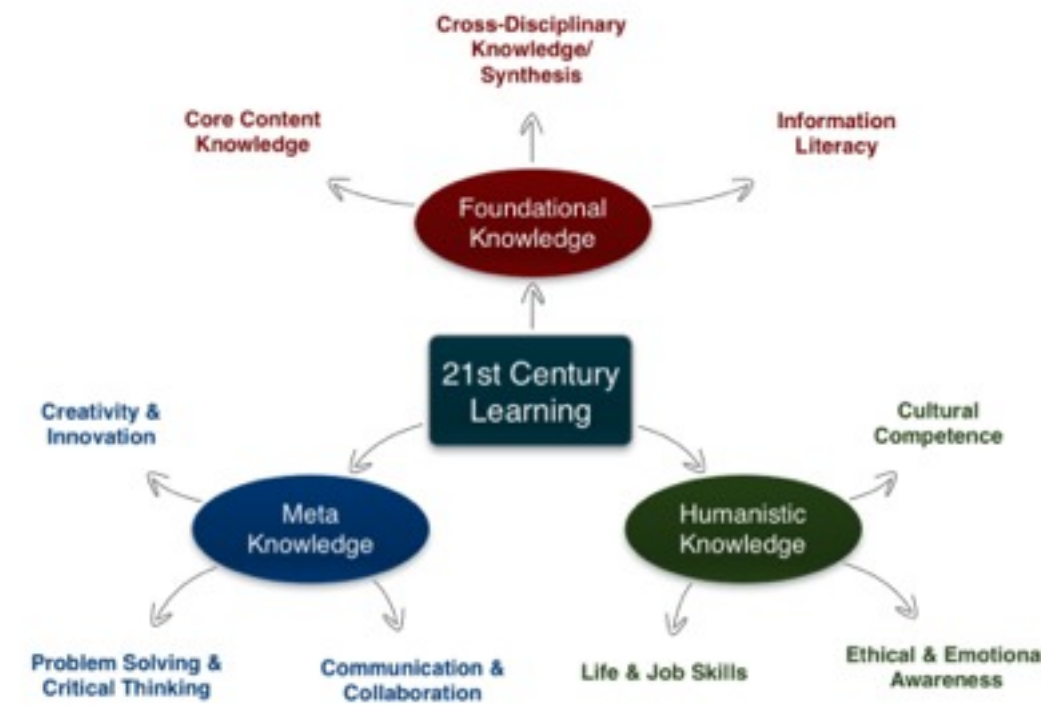 Cross-Disciplinary
Knowledge/
Synthesis
Core Content
Knowledge
Information
Literacy
Foundational
Knowledge
21st Century
Learning
Creativity &
Innovation
Cultural
Competence
Meta
Knowledge
Humanistic
Knowledge
Problem Solving &
Critical Thinking
Communication &
Collaboration
Life & Job Skills
Ethical & Emotiona
Awareness